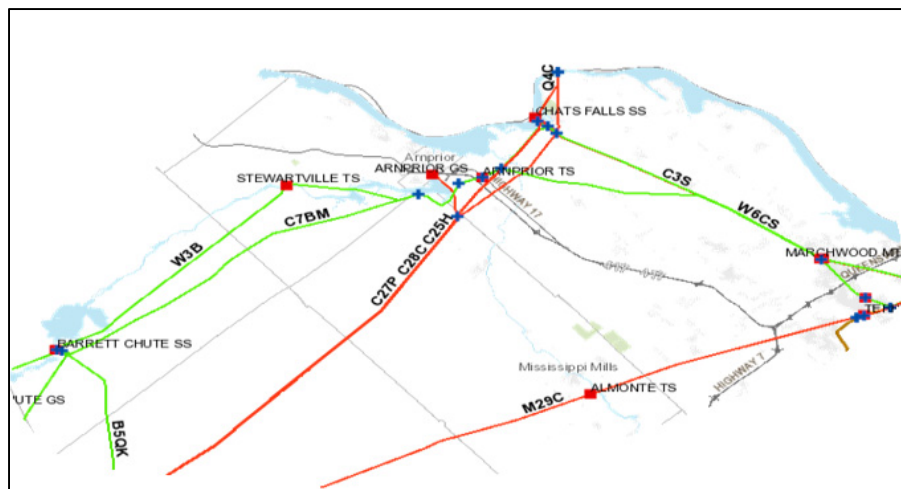 Q4C
CHATS FALLS SS
Arnprior
ARNPRIOR GS
ARNPRIOR TS
STEWARTVILLE TS
HIGHWAY 17
C3S
C7BM
W6CS
W3B
C27P C28C C25H
MARCHWOOD MT
QUEENS
BARRETT CHUTE SS
Mississippi Mills
HIGHWAY 7
ALMONTE TS
M29C
UTE GS
B5QK